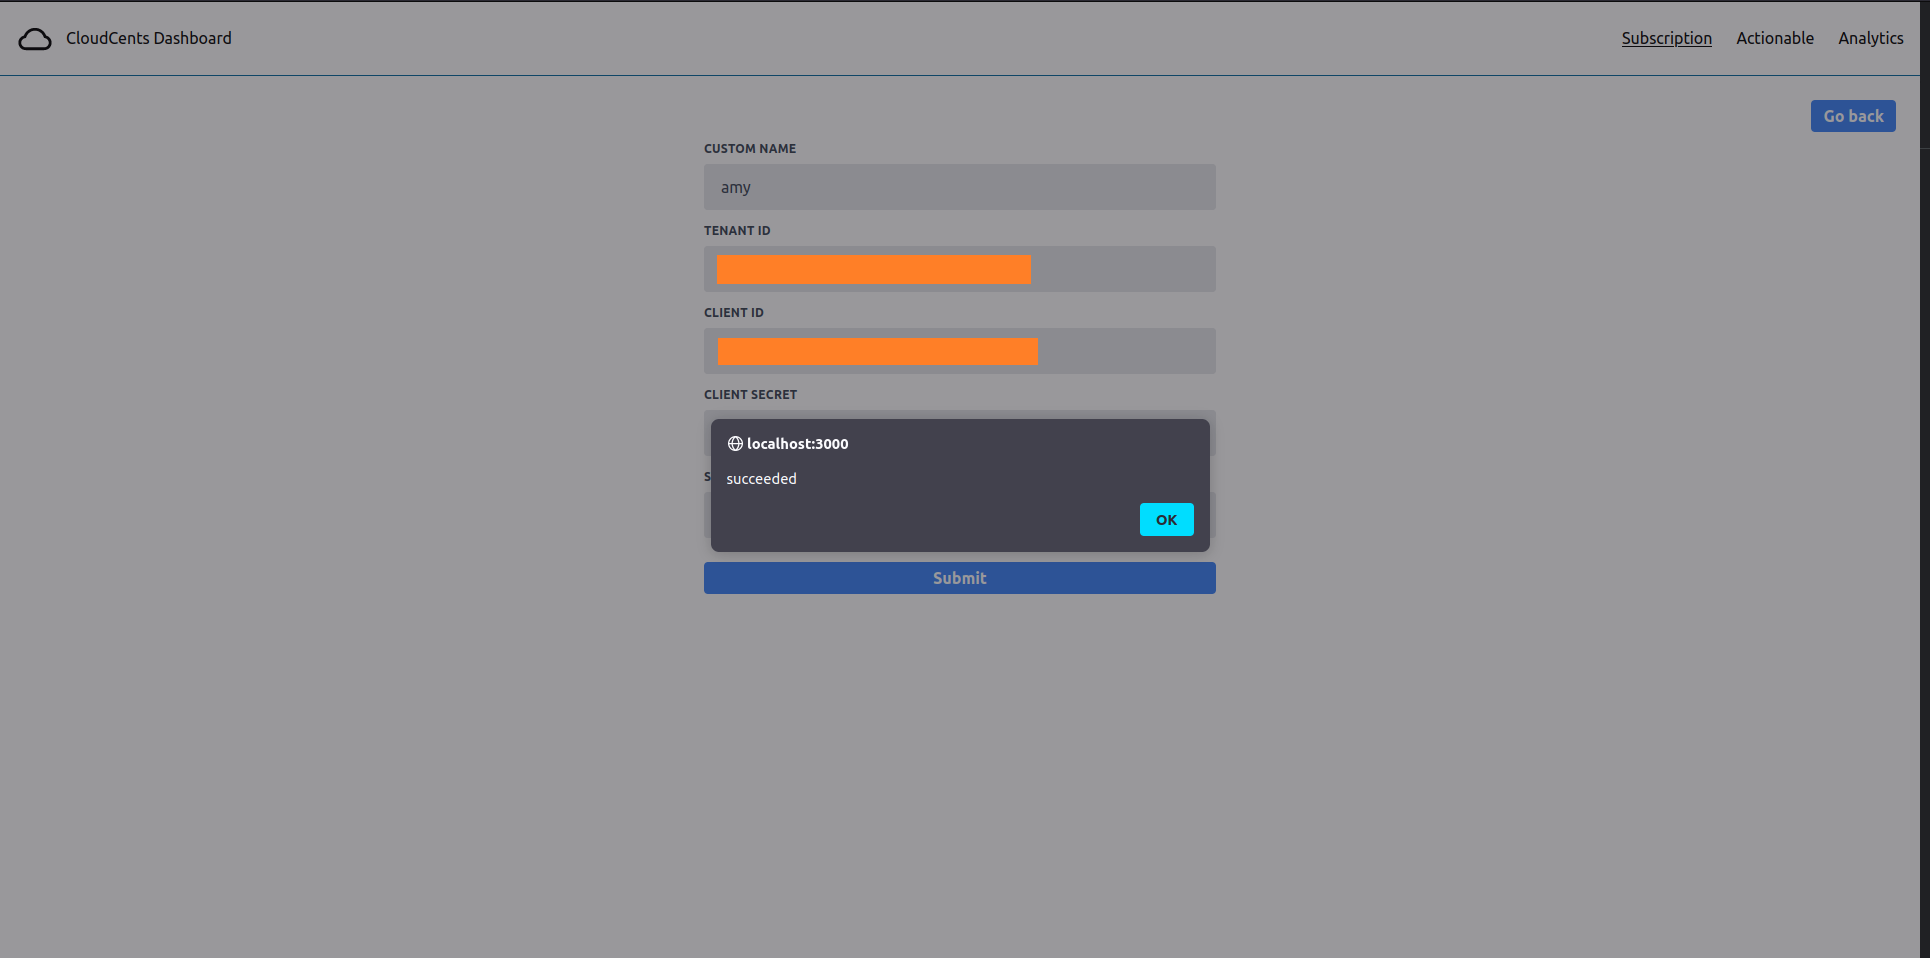 CloudCents Dashboard
Subscription Actionable Analytics
Go back
CUSTOM NAME
amy
TENANT ID
CLIENT ID
CLIENT SECRET
localhost:3000
succeeded
OK
Submit